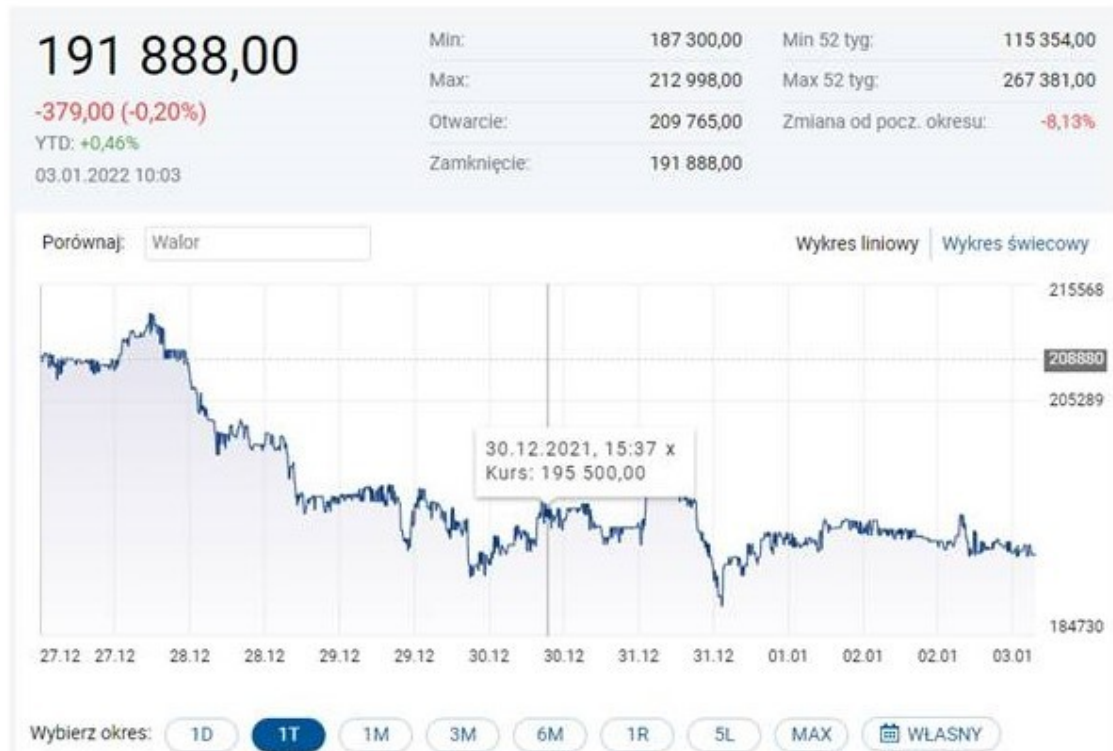 191 888,00
-379,00 (-0,20%)
YTD: +0,46%
03.01.2022 10:03
Min: 187 300,00
Max: 212 998,00
Otwarcie: 209 765,00
Zamknięcie: 191 888,00
Min 52 tyg: 115 354,00
Max 52 tyg: 267 381,00
Zmiana od pocz. okresu: -8,13%
Porównaj: Walor
Wykres liniowy Wykres świecowy
215568
208880
205289
30.12.2021, 15:37 x
Kurs: 195 500,00
184730
27.12 27.12 28.12 28.12 29.12 29.12 30.12 30.12 31.12 31.12 01.01 02.01 02.01 03.01
Wybierz okres: 1D 1T 1M 3M 6M 1R 5L MAX WŁASNY